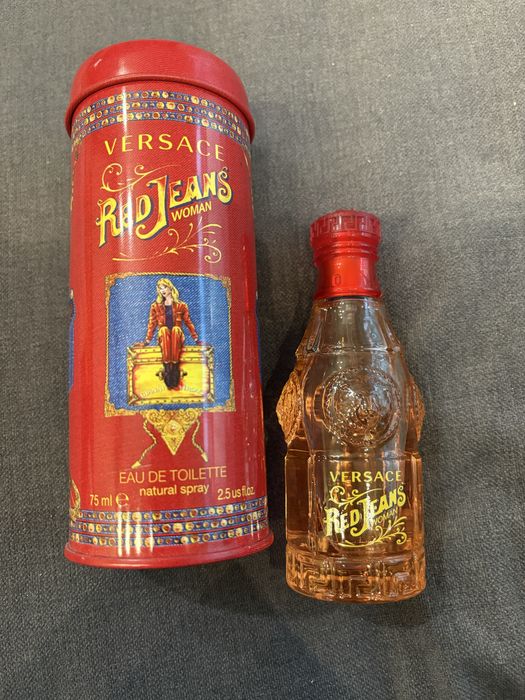 VERSACE
RED JEANS
WOMAN
EAU DE TOILETTE
natural spray
75 ml e 2.5 us fl.oz.
VERSACE
RED JEANS
WOMAN